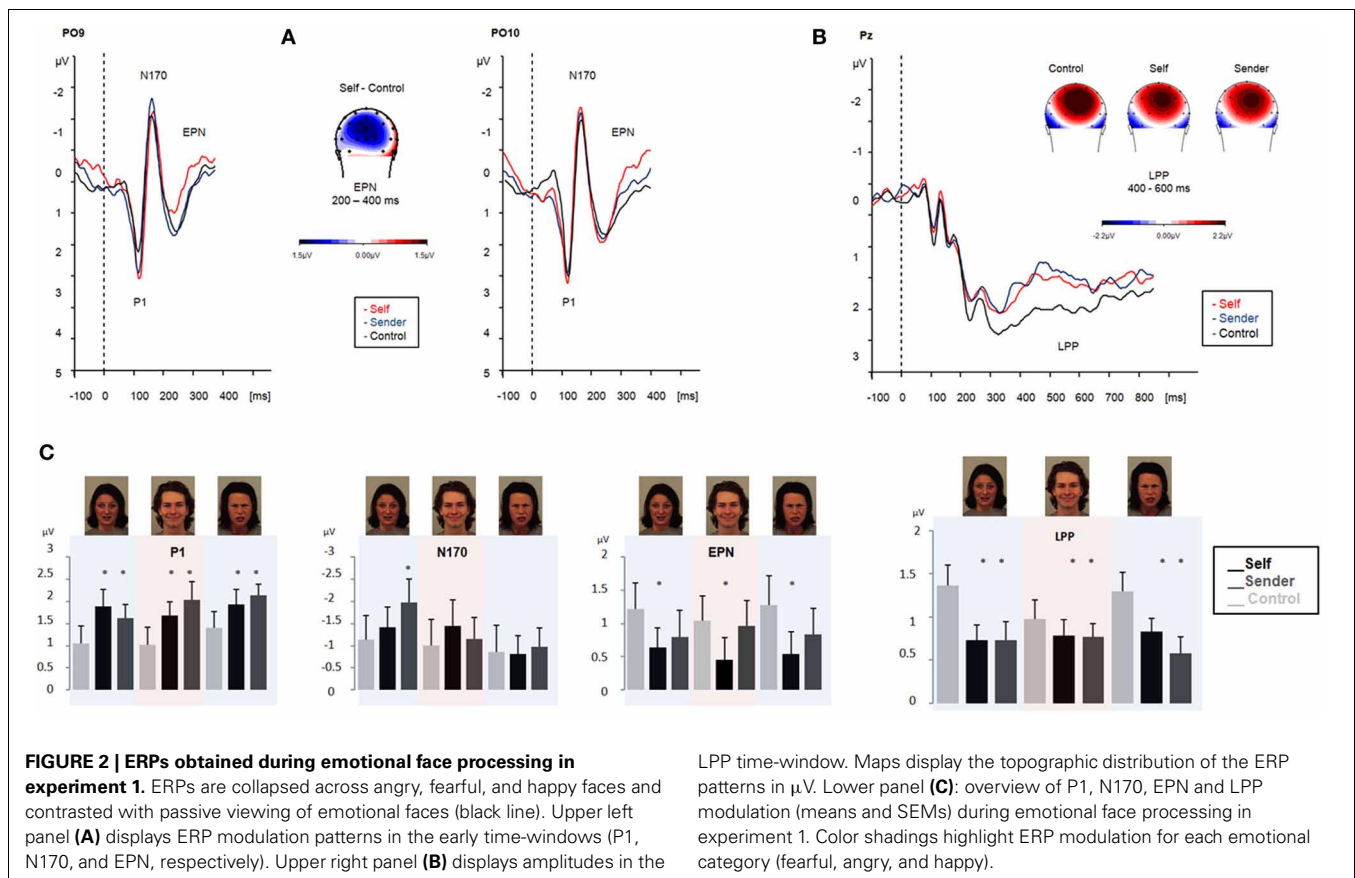 PO9
A
PO10
B
Pz
µV
-2
-1
0
1
2
3
4
5
N170
EPN
P1
-100 0 100 200 300 400 [ms]
Self - Control
EPN
200 – 400 ms
-1.5µV 0.00µV 1.5µV
- Self
- Sender
- Control
µV
-2
-1
0
1
2
3
4
5
N170
EPN
P1
-100 0 100 200 300 400 [ms]
µV
-2
-1
0
1
2
3
Control Self Sender
LPP
400 - 600 ms
-2.2µV 0.00µV 2.2µV
- Self
- Sender
- Control
LPP
-100 0 100 200 300 400 500 600 700 800 [ms]
C
µV
3
2.5
2
1.5
1
0.5
0
P1
* * * * * *
µV
-3
-2.5
-2
-1.5
-1
-0.5
0
N170
*
µV
2
1.5
1
0.5
0
EPN
* * *
µV
2
1.5
1
0.5
0
LPP
* * * * * *
Self
Sender
Control
FIGURE 2 | ERPs obtained during emotional face processing in
experiment 1. ERPs are collapsed across angry, fearful, and happy faces and
contrasted with passive viewing of emotional faces (black line). Upper left
panel (A) displays ERP modulation patterns in the early time-windows (P1,
N170, and EPN, respectively). Upper right panel (B) displays amplitudes in the
LPP time-window. Maps display the topographic distribution of the ERP
patterns in µV. Lower panel (C): overview of P1, N170, EPN and LPP
modulation (means and SEMs) during emotional face processing in
experiment 1. Color shadings highlight ERP modulation for each emotional
category (fearful, angry, and happy).